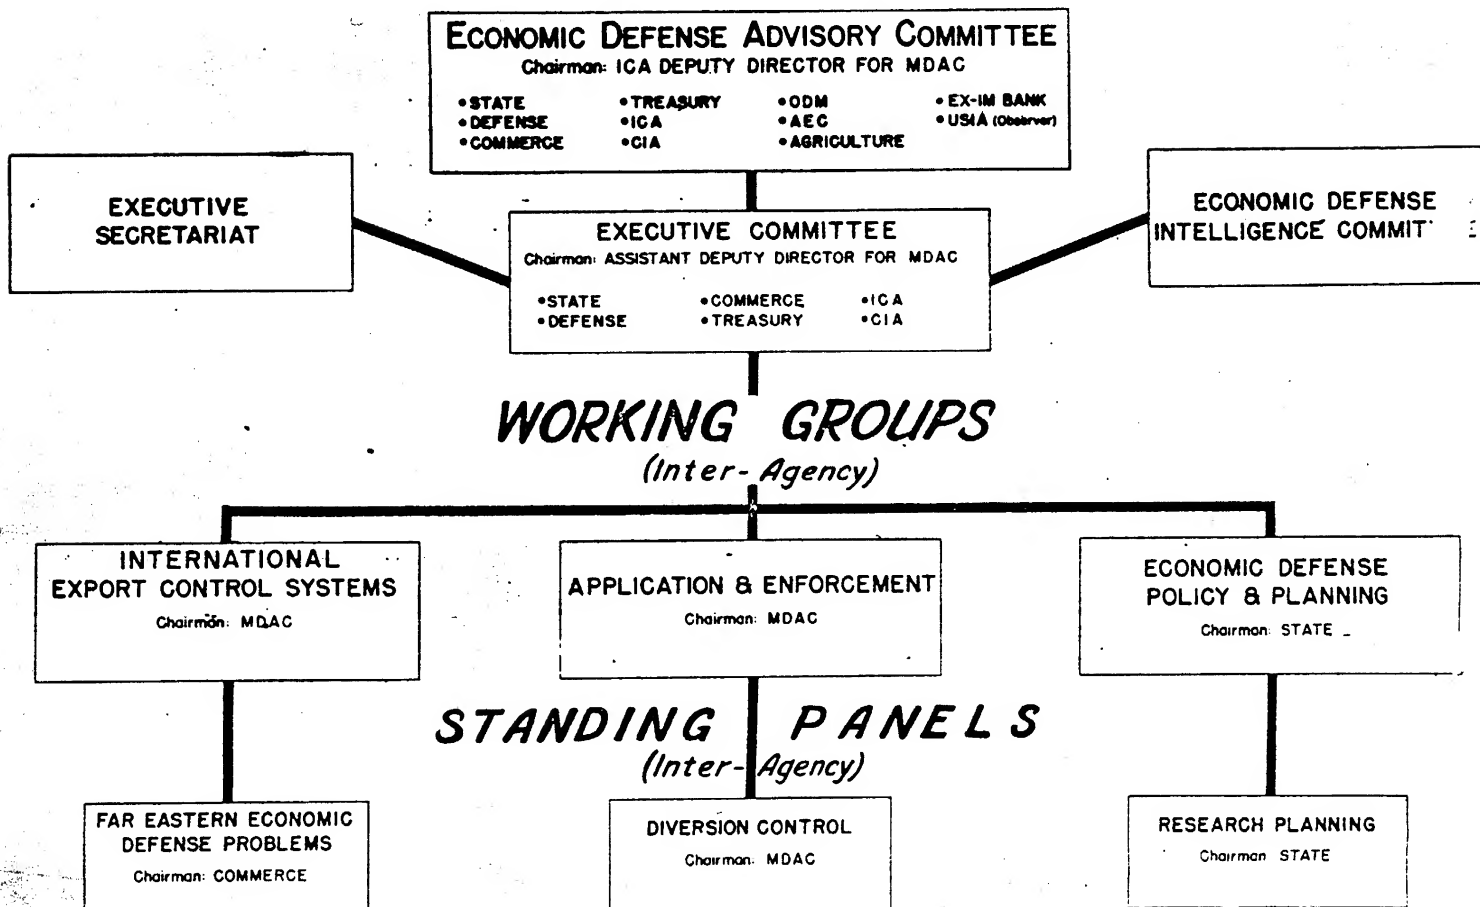 ECONOMIC DEFENSE ADVISORY COMMITTEE
Chairman: ICA DEPUTY DIRECTOR FOR MDAC
• STATE • TREASURY • ODM • EX-IM BANK
• DEFENSE • ICA • AEC • USIA (Observer)
• COMMERCE • CIA • AGRICULTURE
EXECUTIVE
SECRETARIAT
ECONOMIC DEFENSE
INTELLIGENCE
EXECUTIVE COMMITTEE
Chairman: ASSISTANT DEPUTY DIRECTOR FOR MDAC
• STATE • COMMERCE • ICA
• DEFENSE • TREASURY • CIA
WORKING GROUPS
(Inter-Agency)
INTERNATIONAL
EXPORT CONTROL SYSTEMS
Chairman: MDAC
APPLICATION & ENFORCEMENT
Chairman: MDAC
ECONOMIC DEFENSE
POLICY & PLANNING
Chairman: STATE
STANDING PANELS
(Inter-Agency)
FAR EASTERN ECONOMIC
DEFENSE PROBLEMS
Chairman: COMMERCE
DIVERSION CONTROL
Chairman: MDAC
RESEARCH PLANNING
Chairman STATE